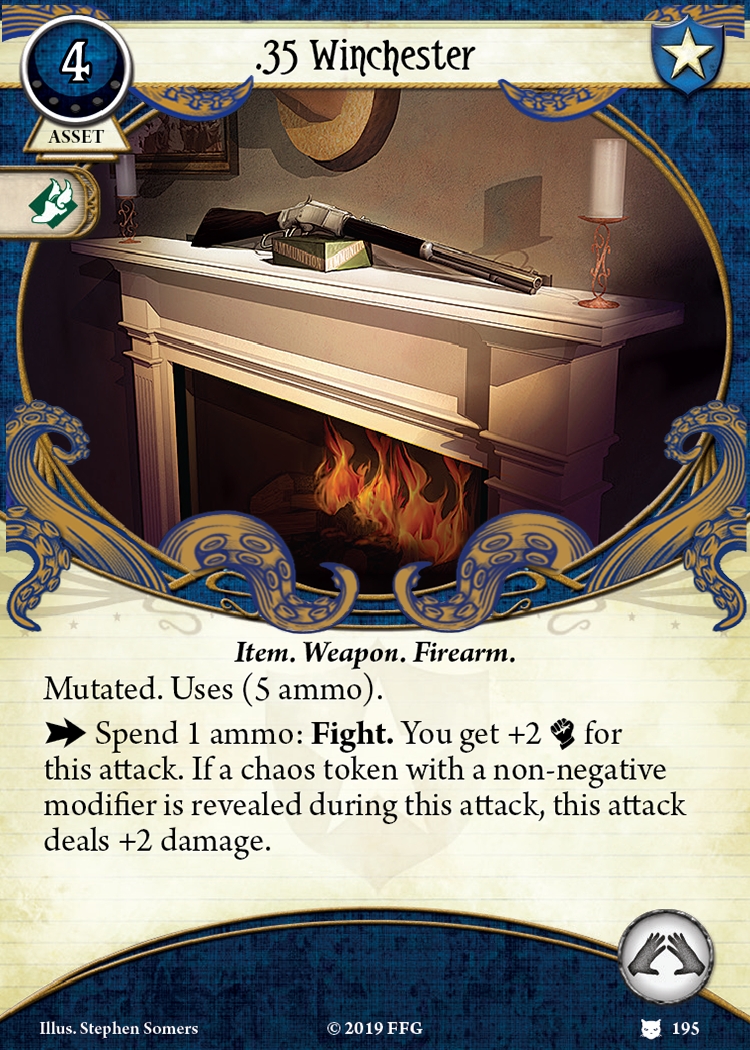 4
.35 Winchester
ASSET
AMMUNITION
Item. Weapon. Firearm.
Mutated. Uses (5 ammo).
Spend 1 ammo: Fight. You get +2 for
this attack. If a chaos token with a non-negative
modifier is revealed during this attack, this attack
deals +2 damage.
Illus. Stephen Somers
© 2019 FFG
195